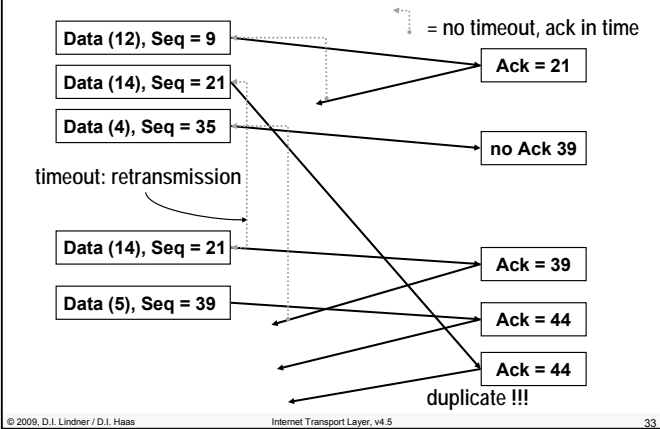 = no timeout, ack in time
Data (12), Seq = 9
Ack = 21
Data (14), Seq = 21
Data (4), Seq = 35
no Ack 39
timeout: retransmission
Data (14), Seq = 21
Ack = 39
Data (5), Seq = 39
Ack = 44
Ack = 44
duplicate !!!
© 2009, D.I. Lindner / D.I. Haas
Internet Transport Layer, v4.5
33